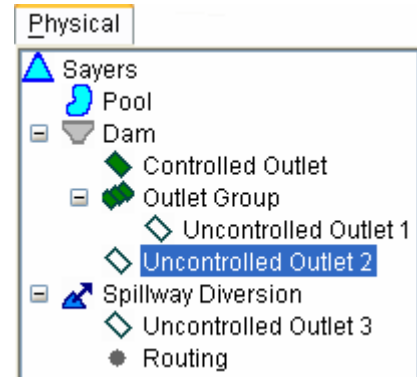 Physical
Sayers
Pool
Dam
Controlled Outlet
Outlet Group
Uncontrolled Outlet 1
Uncontrolled Outlet 2
Spillway Diversion
Uncontrolled Outlet 3
Routing